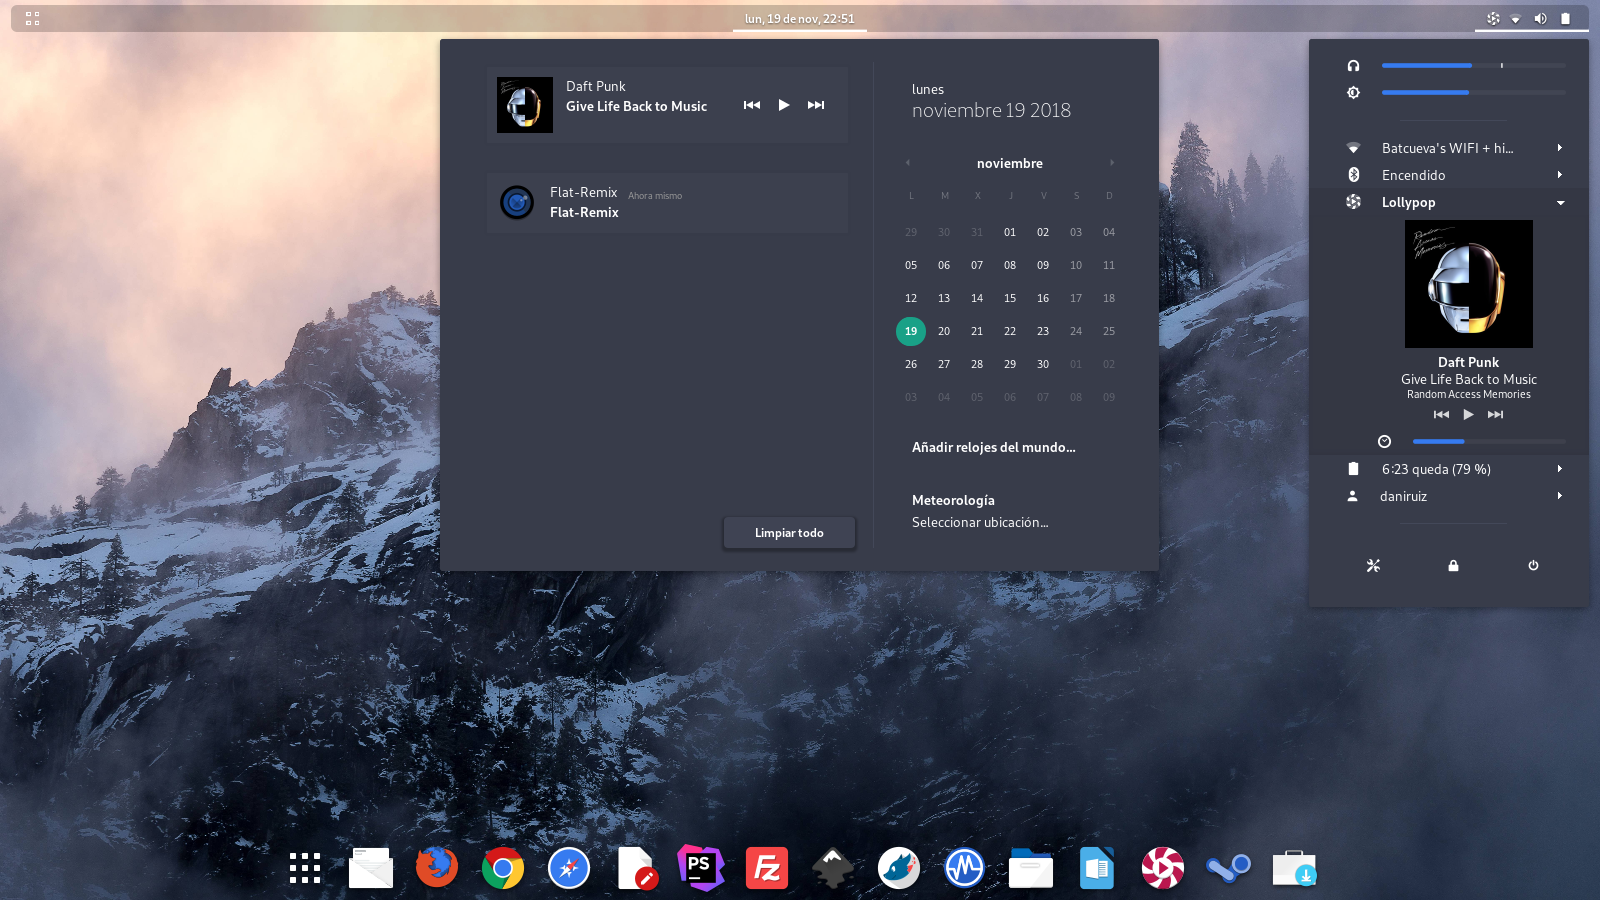 lun, 19 de nov, 22:51
Daft Punk
Give Life Back to Music
Flat-Remix Ahora mismo
Flat-Remix
Limpiar todo
lunes
noviembre 19 2018
noviembre
L M X J V S D
29 30 31 01 02 03 04
05 06 07 08 09 10 11
12 13 14 15 16 17 18
19 20 21 22 23 24 25
26 27 28 29 30 01 02
03 04 05 06 07 08 09
Añadir relojes del mundo...
Meteorología
Seleccionar ubicación...
Batcueva's WIFI + hi...
Encendido
Lollypop
Random
Access
Memories
Daft Punk
Give Life Back to Music
Random Access Memories
6:23 queda (79 %)
daniruiz
PS
FZ